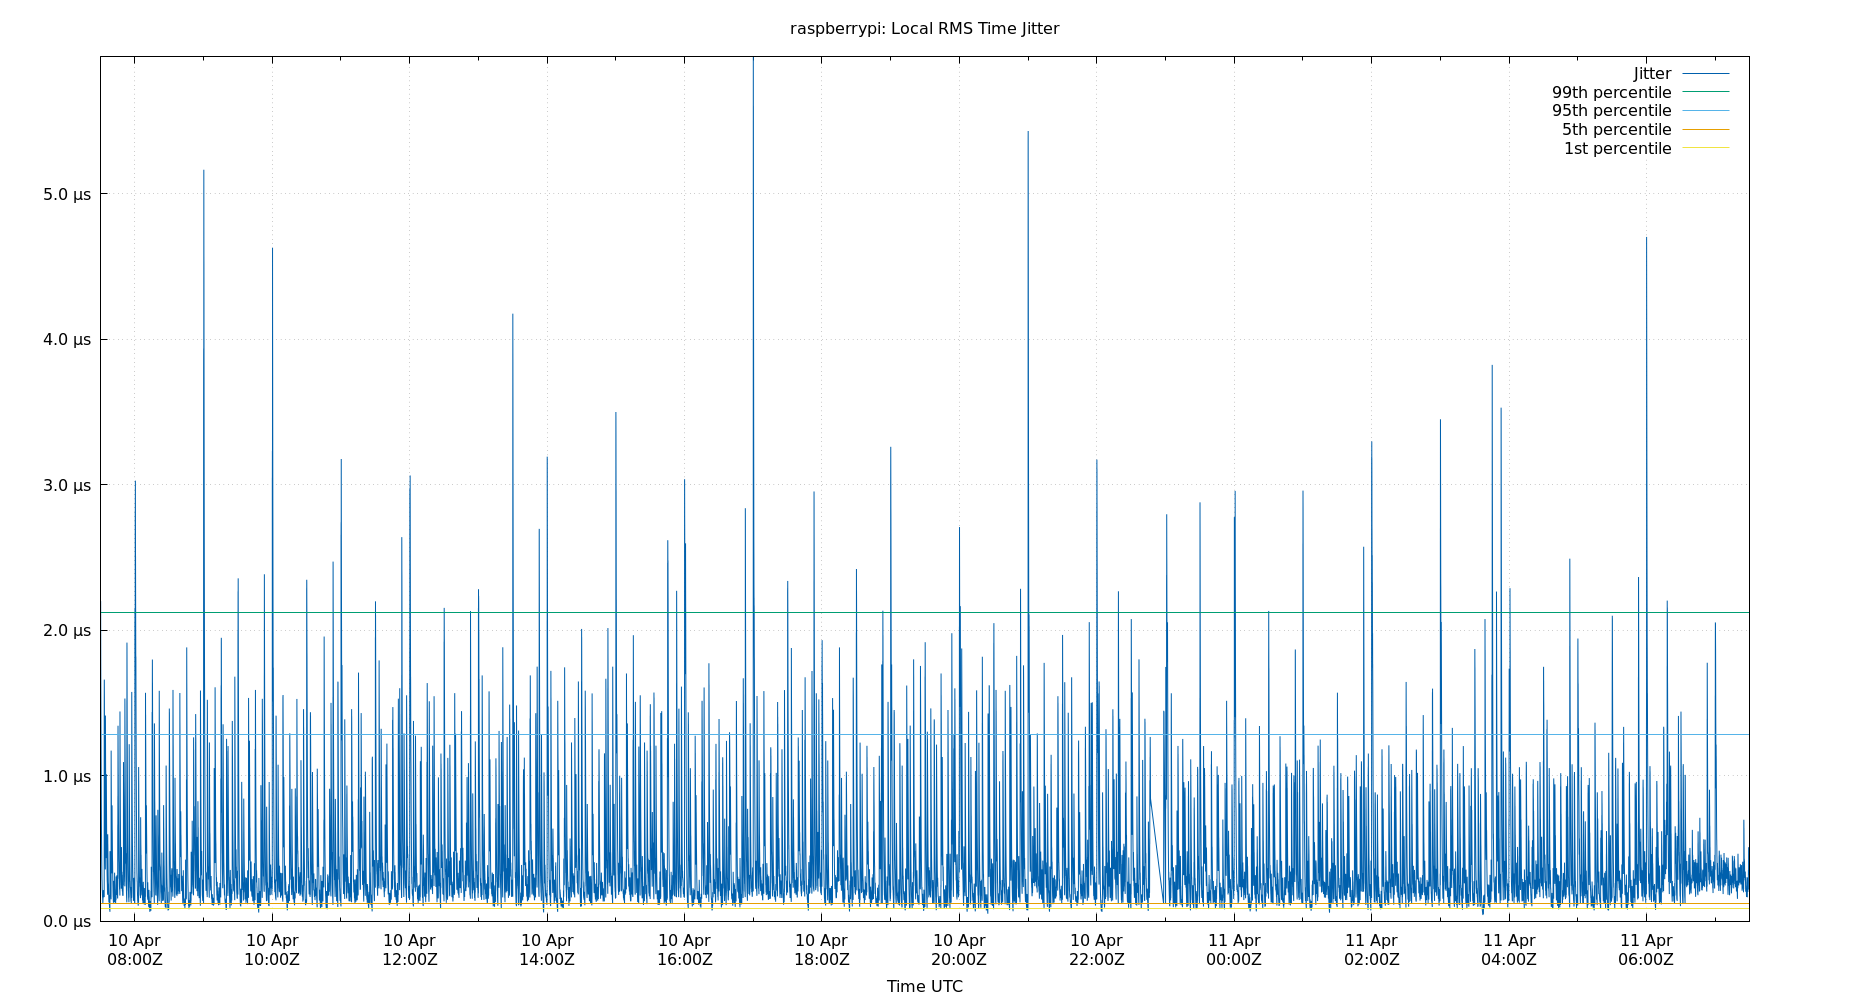 raspberrypi: Local RMS Time Jitter
Jitter
99th percentile
95th percentile
5th percentile
1st percentile
5.0 µs
4.0 µs
3.0 µs
2.0 µs
1.0 µs
0.0 µs
10 Apr 10 Apr 10 Apr 10 Apr 10 Apr 10 Apr 10 Apr 10 Apr 11 Apr 11 Apr 11 Apr 11 Apr
08:00Z 10:00Z 12:00Z 14:00Z 16:00Z 18:00Z 20:00Z 22:00Z 00:00Z 02:00Z 04:00Z 06:00Z
Time UTC